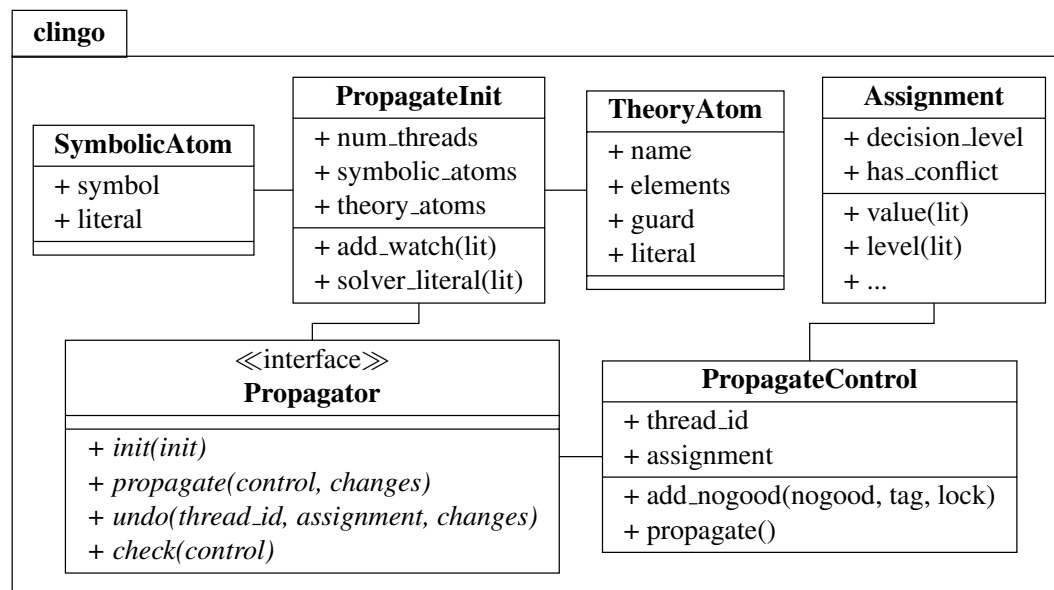 clingo
SymbolicAtom
+ symbol
+ literal
PropagateInit
+ num_threads
+ symbolic_atoms
+ theory_atoms
+ add_watch(lit)
+ solver_literal(lit)
TheoryAtom
+ name
+ elements
+ guard
+ literal
Assignment
+ decision_level
+ has_conflict
+ value(lit)
+ level(lit)
+ ...
≪interface≫
Propagator
+ init(init)
+ propagate(control, changes)
+ undo(thread_id, assignment, changes)
+ check(control)
PropagateControl
+ thread_id
+ assignment
+ add_nogood(nogood, tag, lock)
+ propagate()